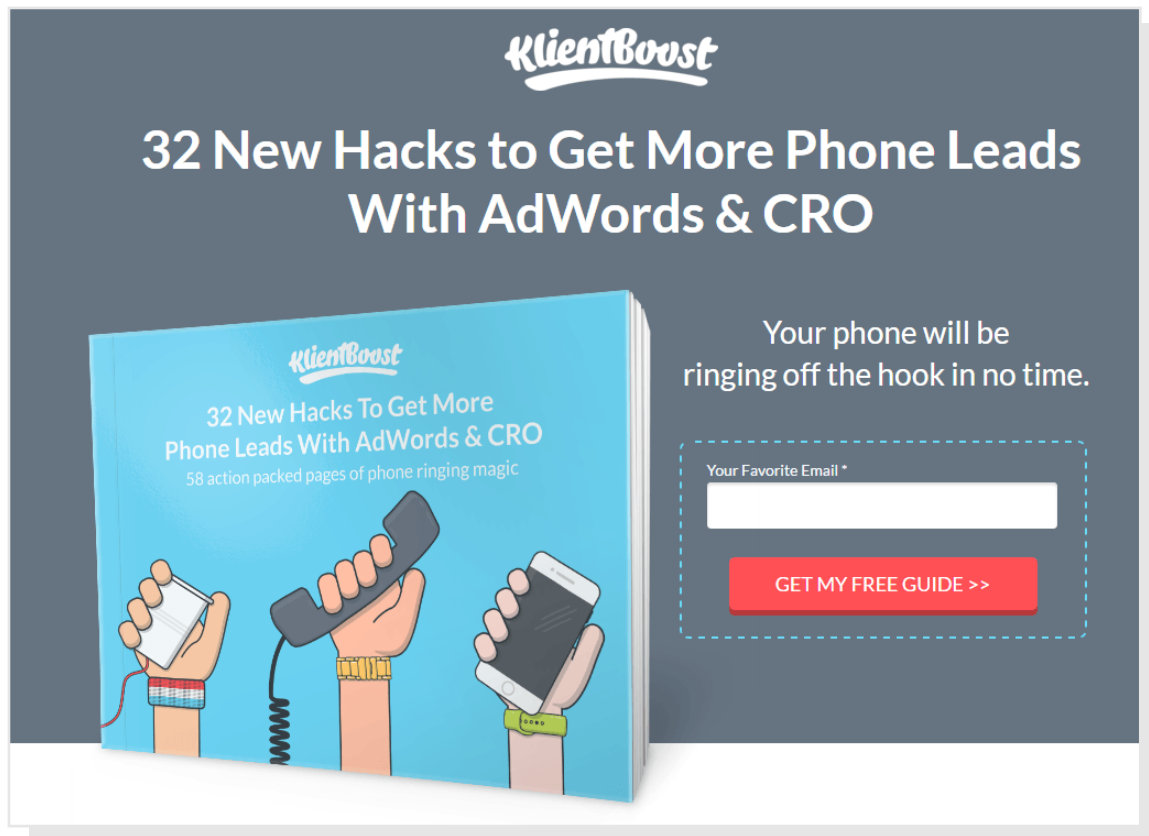 KlientBoost
32 New Hacks to Get More Phone Leads
With AdWords & CRO
KlientBoost
32 New Hacks To Get More
Phone Leads With AdWords & CRO
58 action packed pages of phone ringing magic
Your phone will be
ringing off the hook in no time.
Your Favorite Email *
GET MY FREE GUIDE >>